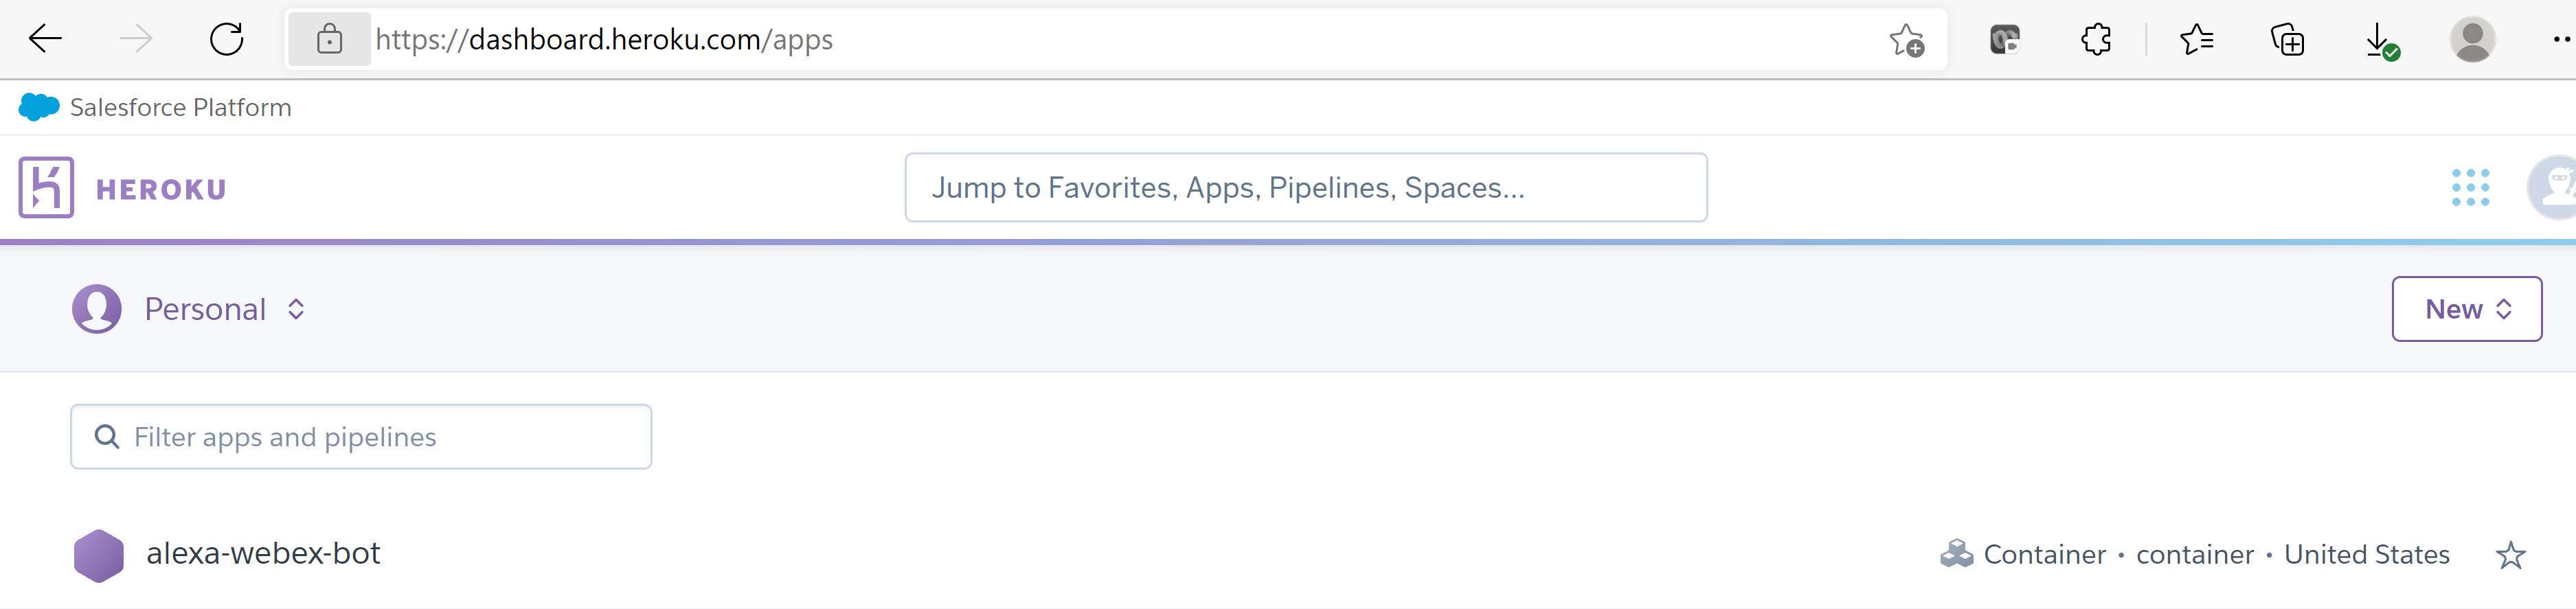 https://dashboard.heroku.com/apps
Salesforce Platform
HEROKU
Jump to Favorites, Apps, Pipelines, Spaces...
Personal
New
Filter apps and pipelines
alexa-webex-bot
Container • container • United States